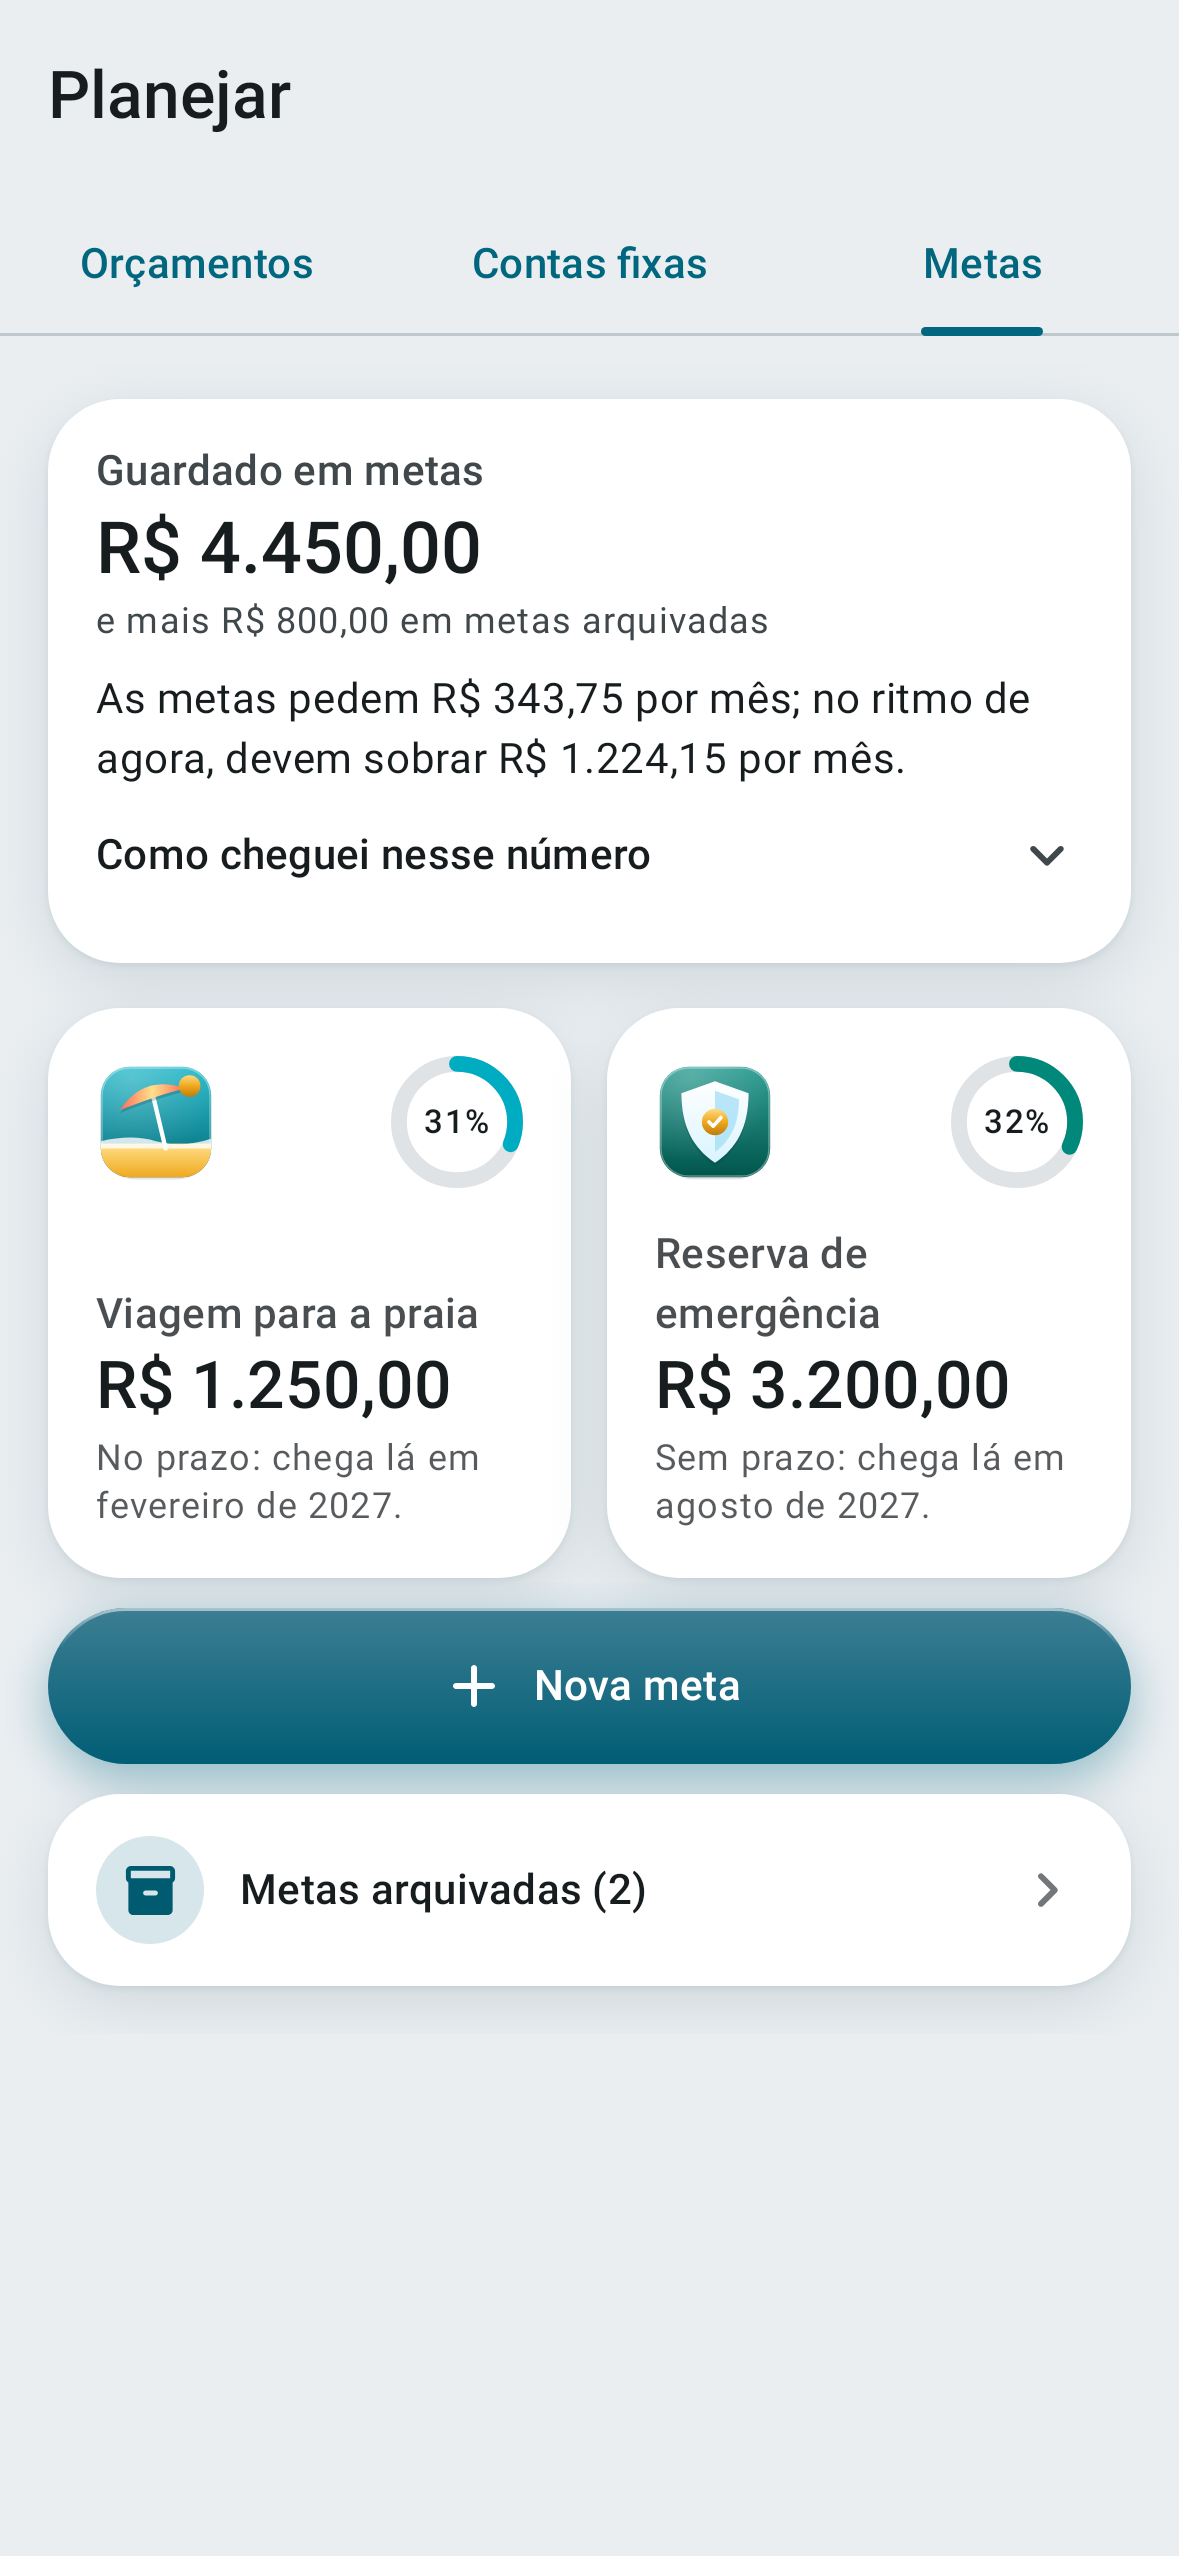 Planejar
Orçamentos
Contas fixas
Metas
Guardado em metas
R$ 4.450,00
e mais R$ 800,00 em metas arquivadas
As metas pedem R$ 343,75 por mês; no ritmo de
agora, devem sobrar R$ 1.224,15 por mês.
Como cheguei nesse número
31%
Viagem para a praia
R$ 1.250,00
No prazo: chega lá em
fevereiro de 2027.
32%
Reserva de
emergência
R$ 3.200,00
Sem prazo: chega lá em
agosto de 2027.
Nova meta
Metas arquivadas (2)